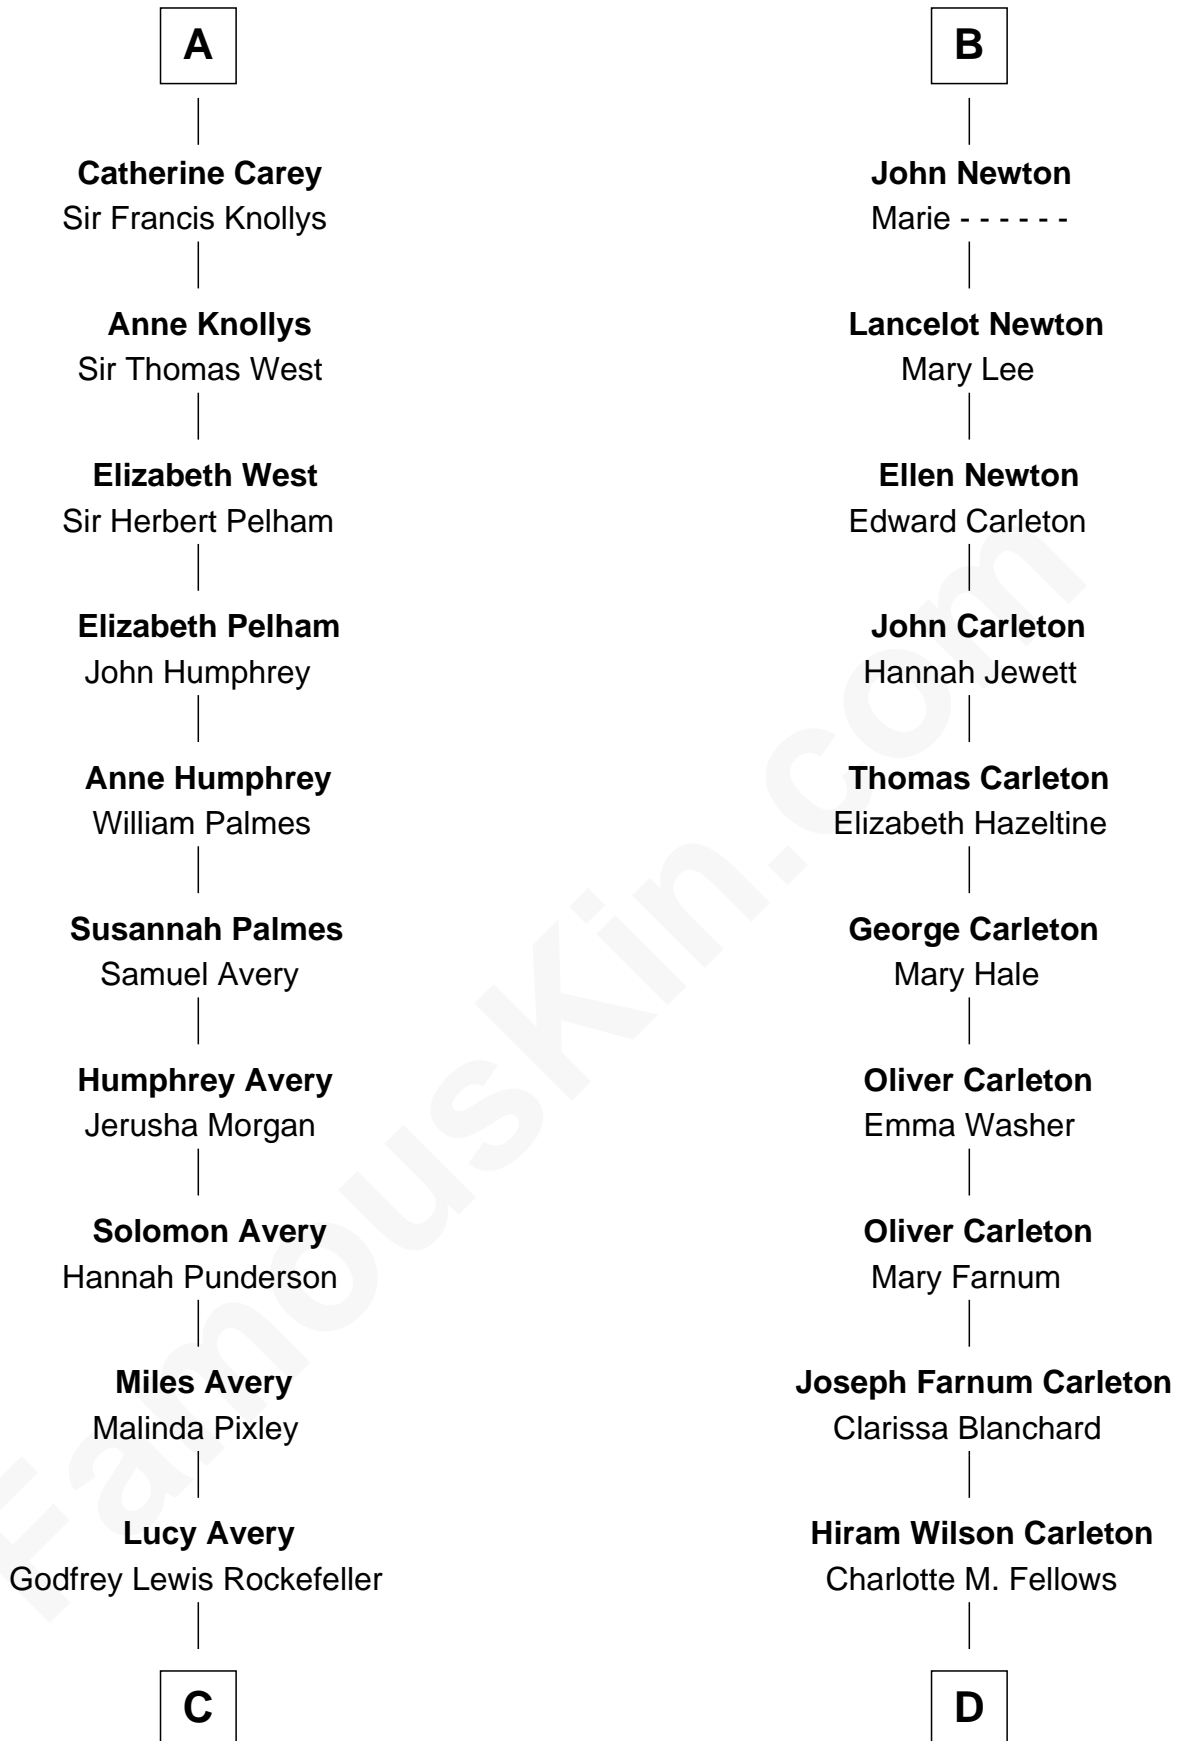 A
Catherine Carey
Sir Francis Knollys
Anne Knollys
Sir Thomas West
Elizabeth West
Sir Herbert Pelham
Elizabeth Pelham
John Humphrey
Anne Humphrey
William Palmes
Susannah Palmes
Samuel Avery
Humphrey Avery
Jerusha Morgan
Solomon Avery
Hannah Punderson
Miles Avery
Malinda Pixley
Lucy Avery
Godfrey Lewis Rockefeller
C
B
John Newton
Marie - - - - - -
Lancelot Newton
Mary Lee
Ellen Newton
Edward Carleton
John Carleton
Hannah Jewett
Thomas Carleton
Elizabeth Hazeltine
George Carleton
Mary Hale
Oliver Carleton
Emma Washer
Oliver Carleton
Mary Farnum
Joseph Farnum Carleton
Clarissa Blanchard
Hiram Wilson Carleton
Charlotte M. Fellows
D
FamousKin.com